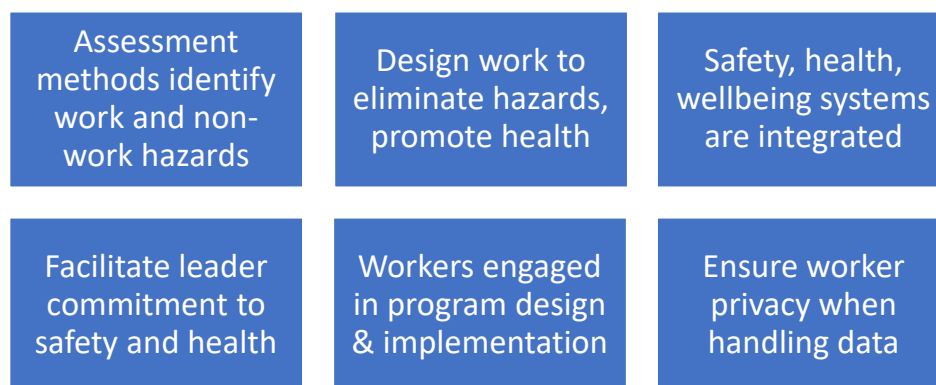 Assessment
methods identify
work and non-
work hazards
Design work to
eliminate hazards,
promote health
Safety, health,
wellbeing systems
are integrated
Facilitate leader
commitment to
safety and health
Workers engaged
in program design
& implementation
Ensure worker
privacy when
handling data